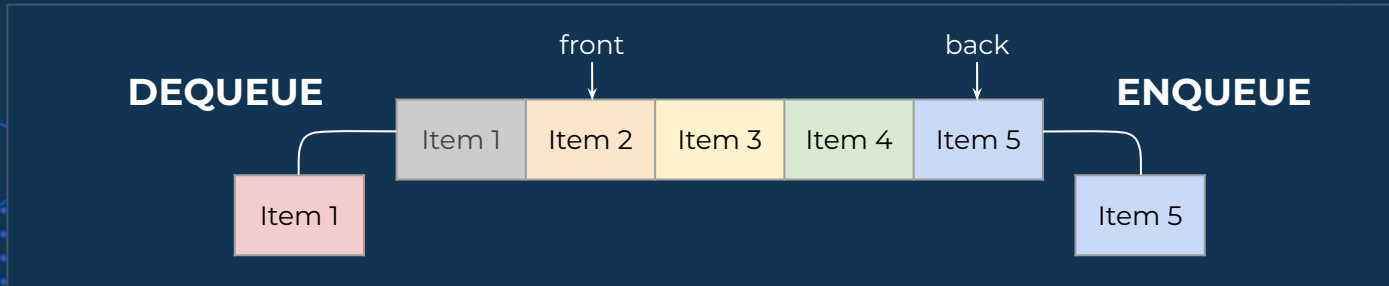 front
back
DEQUEUE
ENQUEUE
Item 1
Item 2
Item 3
Item 4
Item 5
Item 1
Item 5